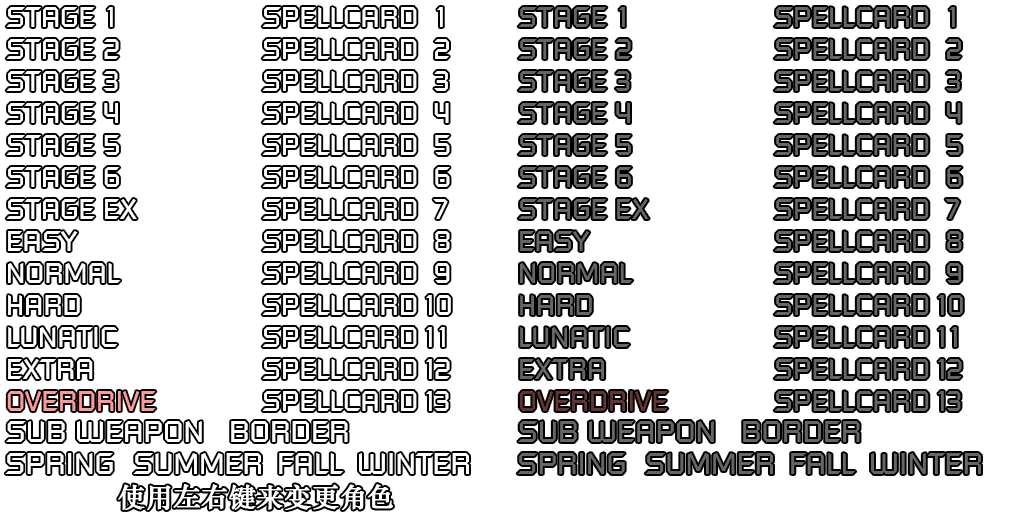 STAGE 1 SPELLCARD 1 STAGE 1 SPELLCARD 1
STAGE 2 SPELLCARD 2 STAGE 2 SPELLCARD 2
STAGE 3 SPELLCARD 3 STAGE 3 SPELLCARD 3
STAGE 4 SPELLCARD 4 STAGE 4 SPELLCARD 4
STAGE 5 SPELLCARD 5 STAGE 5 SPELLCARD 5
STAGE 6 SPELLCARD 6 STAGE 6 SPELLCARD 6
STAGE EX SPELLCARD 7 STAGE EX SPELLCARD 7
EASY SPELLCARD 8 EASY SPELLCARD 8
NORMAL SPELLCARD 9 NORMAL SPELLCARD 9
HARD SPELLCARD 10 HARD SPELLCARD 10
LUNATIC SPELLCARD 11 LUNATIC SPELLCARD 11
EXTRA SPELLCARD 12 EXTRA SPELLCARD 12
OVERDRIVE SPELLCARD 13 OVERDRIVE SPELLCARD 13
SUB WEAPON BORDER SUB WEAPON BORDER
SPRING SUMMER FALL WINTER SPRING SUMMER FALL WINTER
使用左右键来变更角色